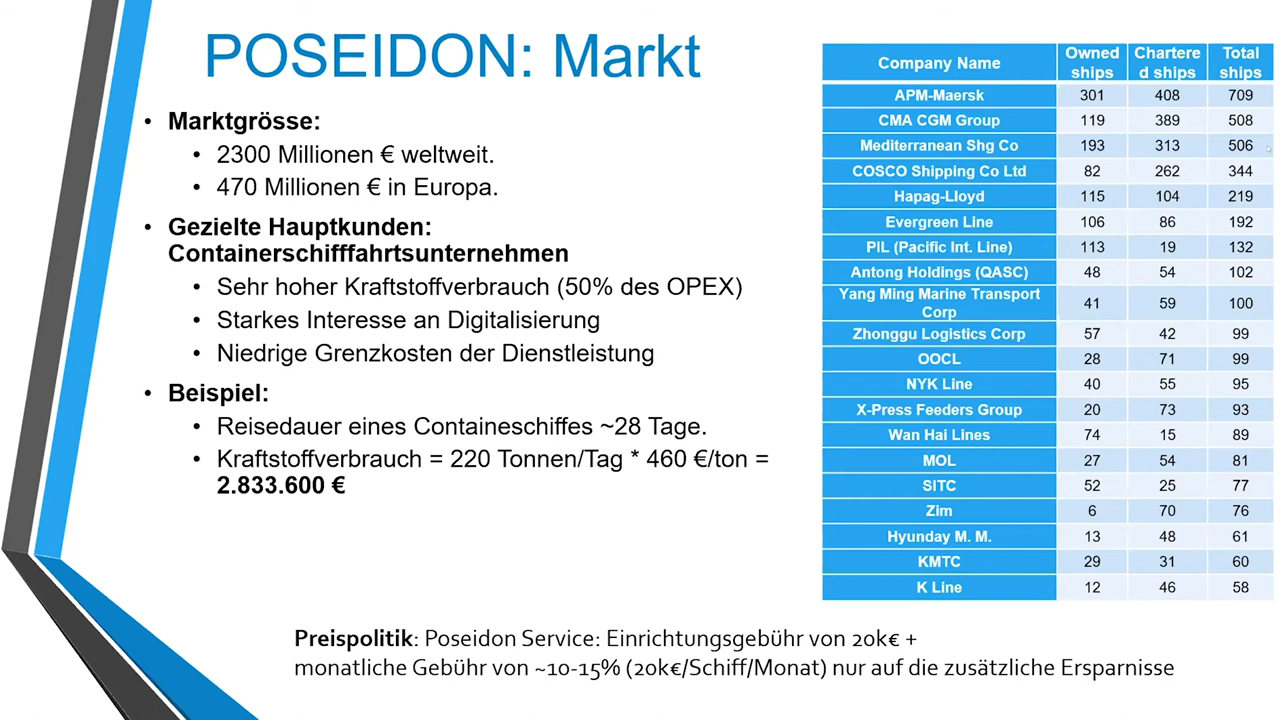 POSEIDON: Markt
• Marktgrösse:
• 2300 Millionen € weltweit.
• 470 Millionen € in Europa.
• Gezielte Hauptkunden:
Containerschifffahrtsunternehmen
• Sehr hoher Kraftstoffverbrauch (50% des OPEX)
• Starkes Interesse an Digitalisierung
• Niedrige Grenzkosten der Dienstleistung
• Beispiel:
• Reisedauer eines Containeschiffes ~28 Tage.
• Kraftstoffverbrauch = 220 Tonnen/Tag * 460 €/ton =
2.833.600 €
Company Name Owned ships Chartere d ships Total ships
APM-Maersk 301 408 709
CMA CGM Group 119 389 508
Mediterranean Shg Co 193 313 506
COSCO Shipping Co Ltd 82 262 344
Hapag-Lloyd 115 104 219
Evergreen Line 106 86 192
PIL (Pacific Int. Line) 113 19 132
Antong Holdings (QASC) 48 54 102
Yang Ming Marine Transport Corp 41 59 100
Zhonggu Logistics Corp 57 42 99
OOCL 28 71 99
NYK Line 40 55 95
X-Press Feeders Group 20 73 93
Wan Hai Lines 74 15 89
MOL 27 54 81
SITC 52 25 77
Zim 6 70 76
Hyunday M. M. 13 48 61
KMTC 29 31 60
K Line 12 46 58
Preispolitik: Poseidon Service: Einrichtungsgebühr von 20k€ +
monatliche Gebühr von ~10-15% (20k€/Schiff/Monat) nur auf die zusätzliche Ersparnisse